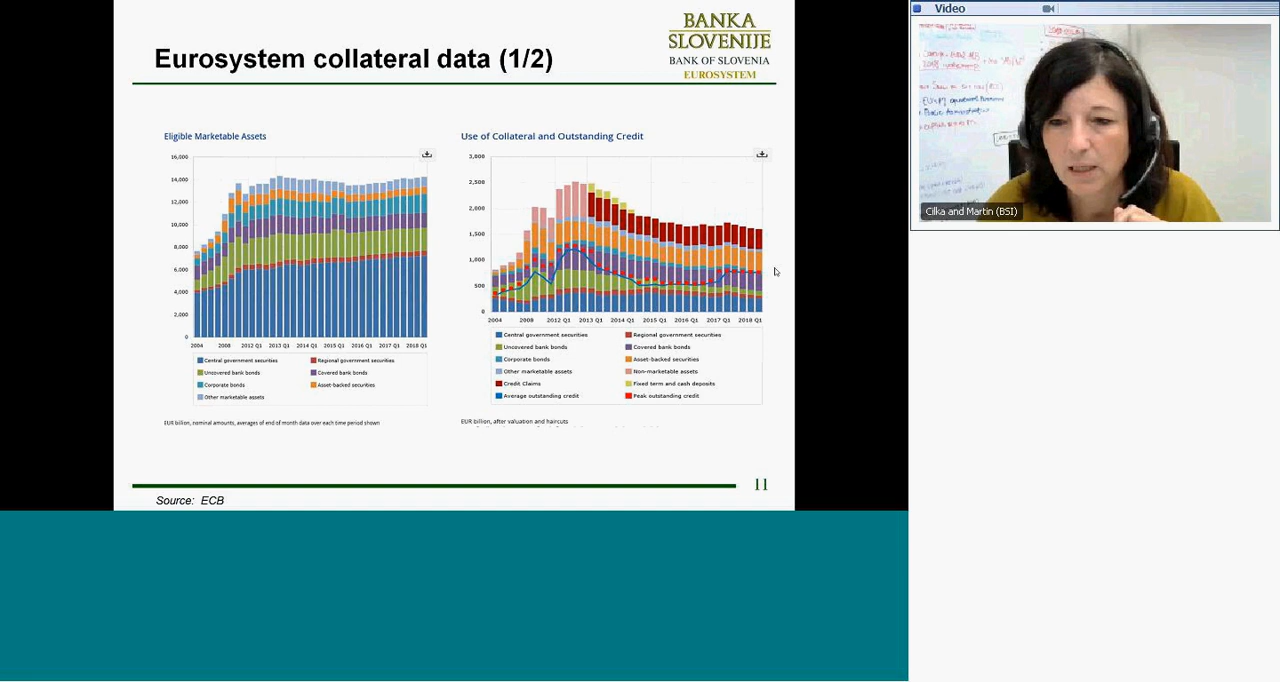 Eurosystem collateral data (1/2)
BANKA
SLOVENIJE
BANK OF SLOVENIA
EUROSYSTEM
Eligible Marketable Assets
16,000
14,000
12,000
10,000
8,000
6,000
4,000
2,000
0
2004 2008 2012 Q1 2013 Q1 2014 Q1 2015 Q1 2016 Q1 2017 Q1 2018 Q1
Central government securities Regional government securities
Uncovered bank bonds Covered bank bonds
Corporate bonds Asset-backed securities
Other marketable assets
EUR billion, nominal amounts, averages of end of month data over each time period shown
Use of Collateral and Outstanding Credit
3,000
2,500
2,000
1,500
1,000
500
0
2004 2008 2012 Q1 2013 Q1 2014 Q1 2015 Q1 2016 Q1 2017 Q1 2018 Q1
Central government securities Regional government securities
Uncovered bank bonds Covered bank bonds
Corporate bonds Asset-backed securities
Other marketable assets Non-marketable assets
Credit Claims Fixed term and cash deposits
Average outstanding credit Peak outstanding credit
EUR billion, after valuation and haircuts
11
Source: ECB
Video
Cilka and Martin (BSI)